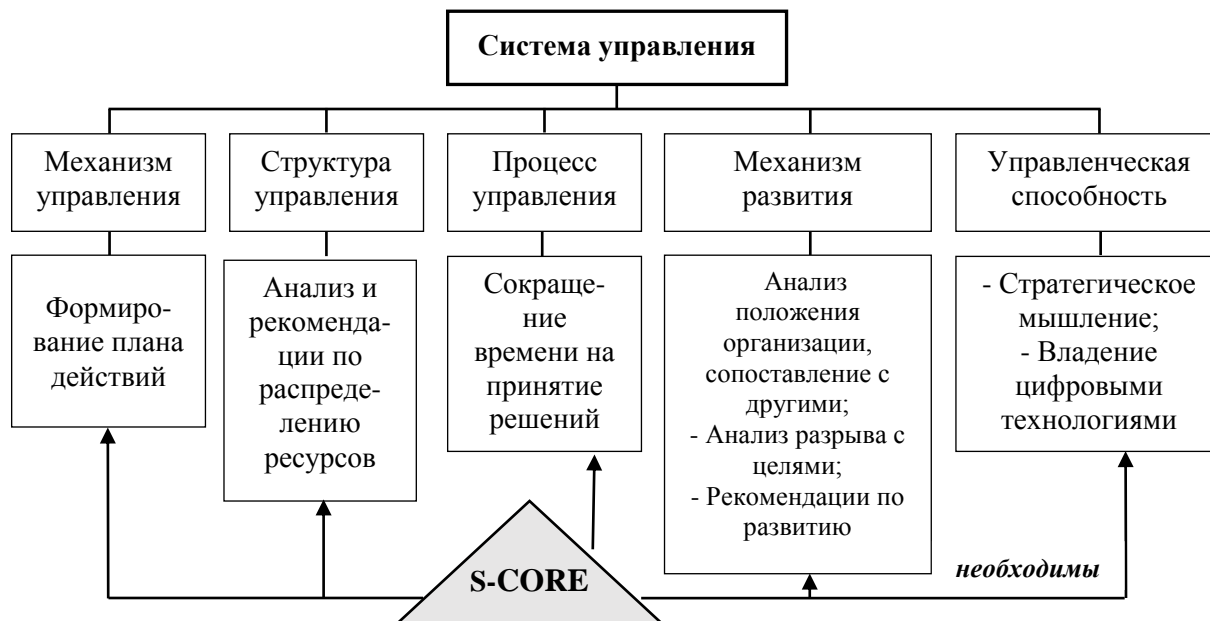 Система управления
Механизм
управления
Структура
управления
Процесс
управления
Механизм
развития
Управленческая
способность
Формиро-
вание плана
действий
Анализ и
рекоменда-
ции по
распреде-
лению
ресурсов
Сокраще-
ние
времени на
принятие
решений
Анализ
положения
организации,
сопоставление с
другими;
- Анализ разрыва с
целями;
- Рекомендации по
развитию
- Стратегическое
мышление;
- Владение
цифровыми
технологиями
S-CORE
необходимы